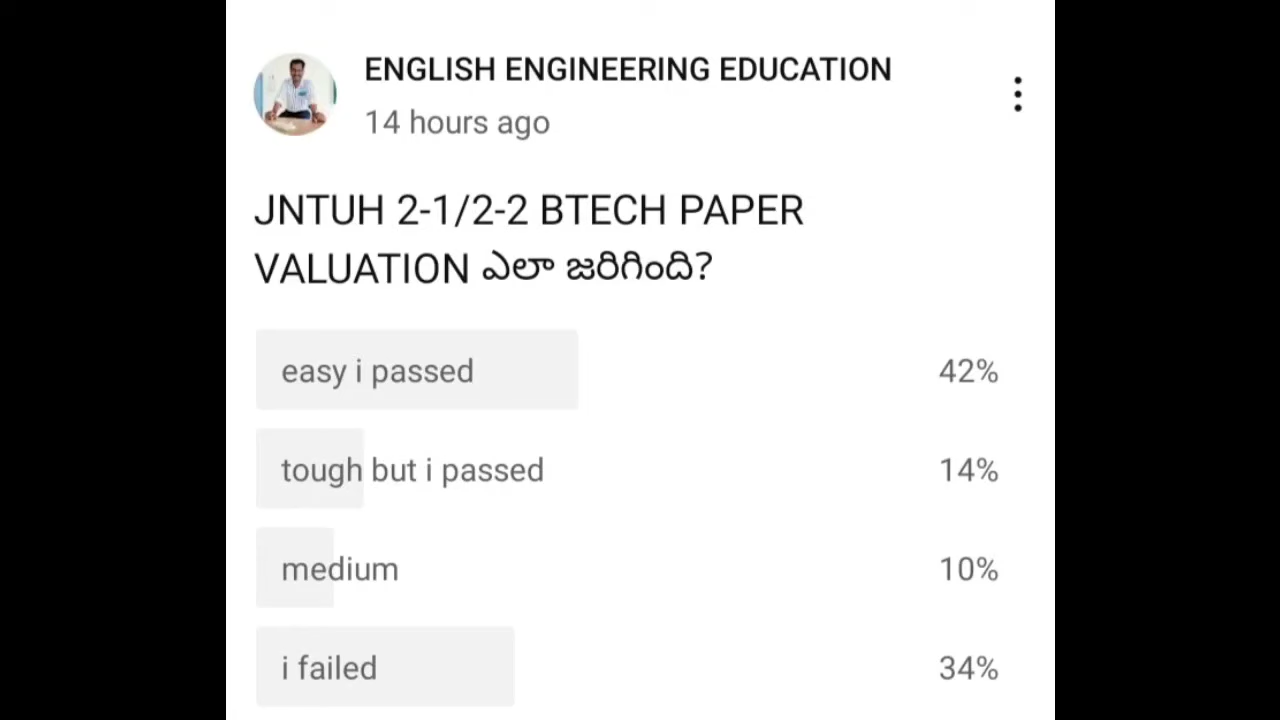 ENGLISH ENGINEERING EDUCATION
14 hours ago
JNTUH 2-1/2-2 BTECH PAPER
VALUATION ఎలా జరిగింది?
easy i passed 42%
tough but i passed 14%
medium 10%
i failed 34%